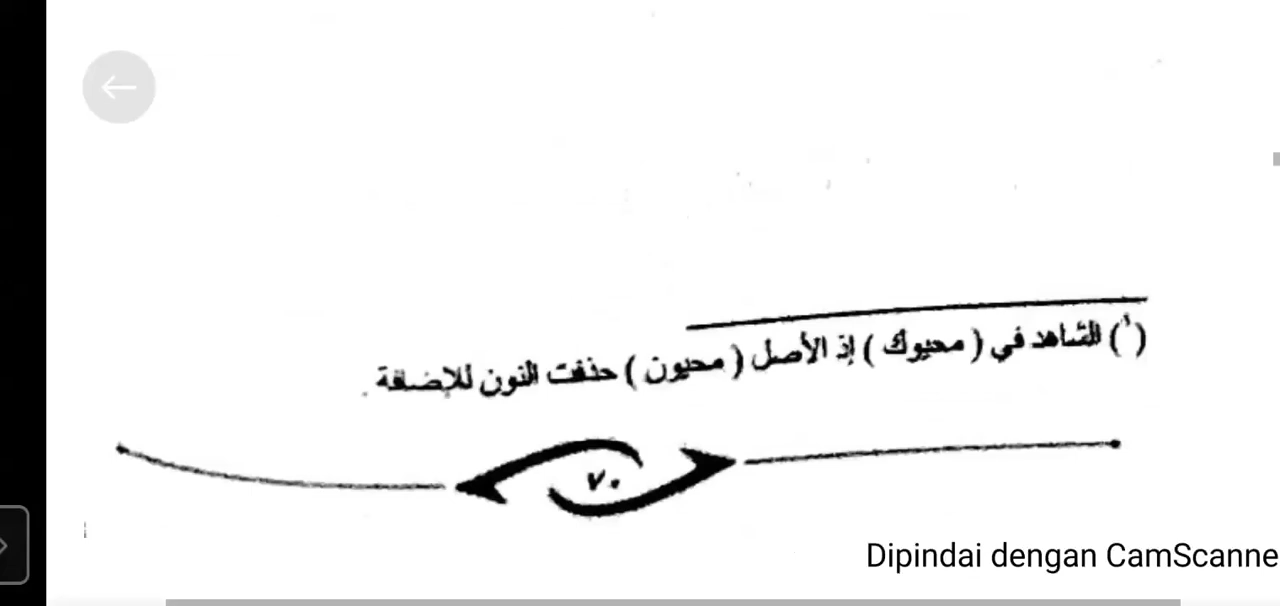 (١) الشاهد في ( محبوك ) إذ الأصل ( محبون ) حذفت النون للإضافة .
٧٠
Dipindai dengan CamScanne